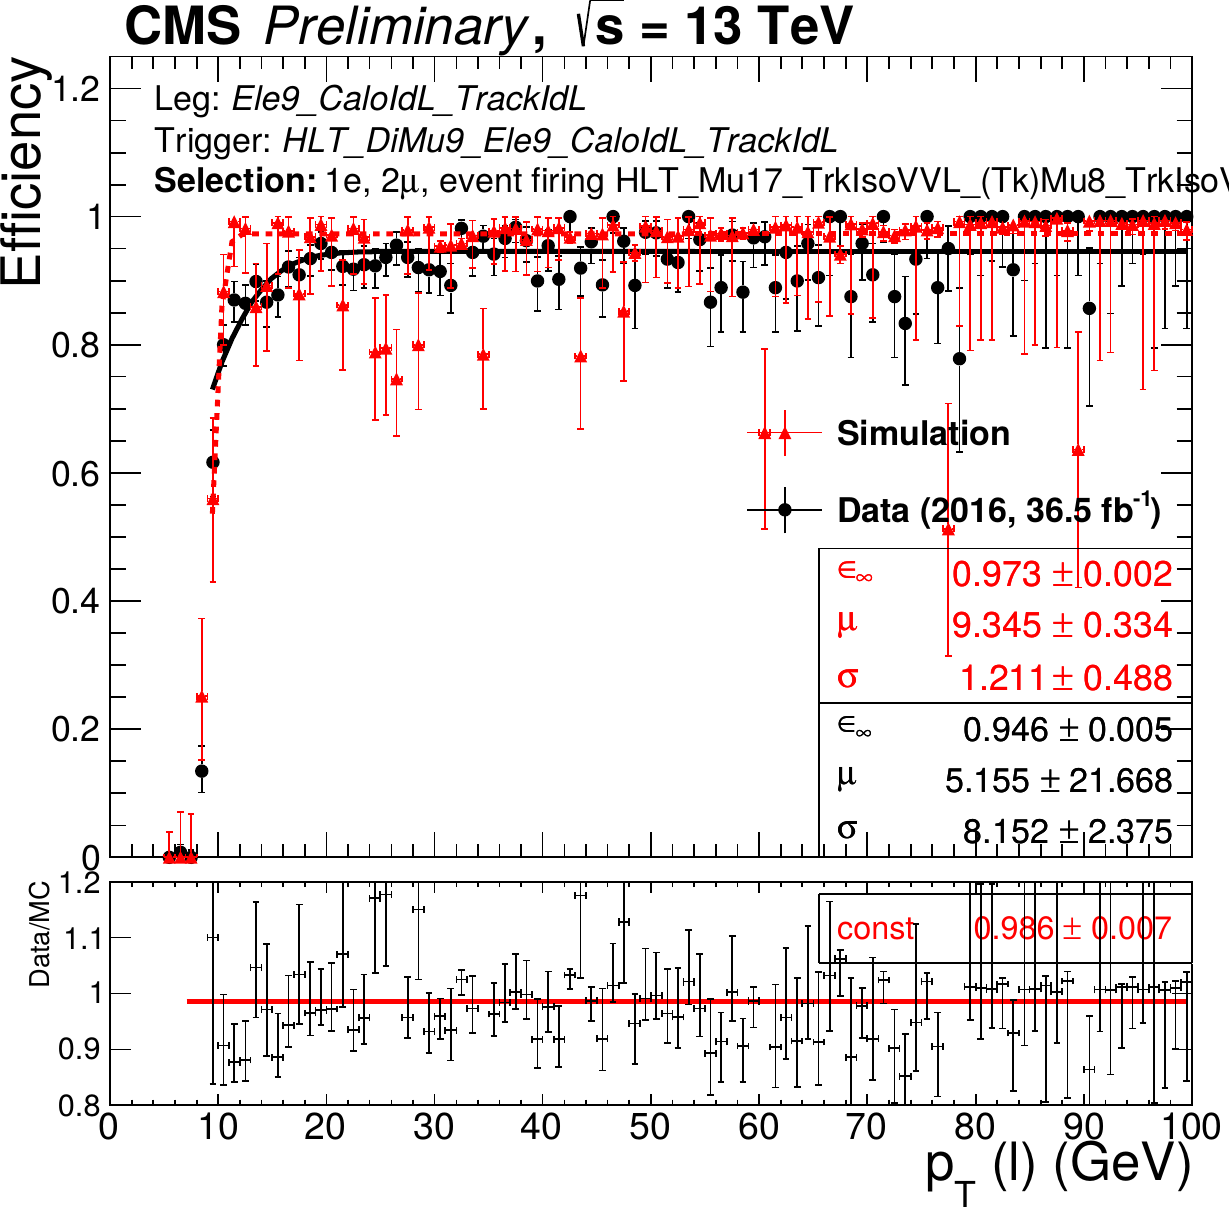 CMS Preliminary, √s = 13 TeV
Efficiency
1.2
1
0.8
0.6
0.4
0.2
0
Leg: Ele9_CaloIdL_TrackIdL
Trigger: HLT_DiMu9_Ele9_CaloIdL_TrackIdL
Selection: 1e, 2μ, event firing HLT_Mu17_TrkIsoVVL_(Tk)Mu8_TrkIsoV
Simulation
Data (2016, 36.5 fb⁻¹)
ϵ∞ 0.973 ± 0.002
μ 9.345 ± 0.334
σ 1.211 ± 0.488
ϵ∞ 0.946 ± 0.005
μ 5.155 ± 21.668
σ 8.152 ± 2.375
Data/MC
1.2
1.1
1
0.9
0.8
const 0.986 ± 0.007
0 10 20 30 40 50 60 70 80 90 100
p_T (l) (GeV)